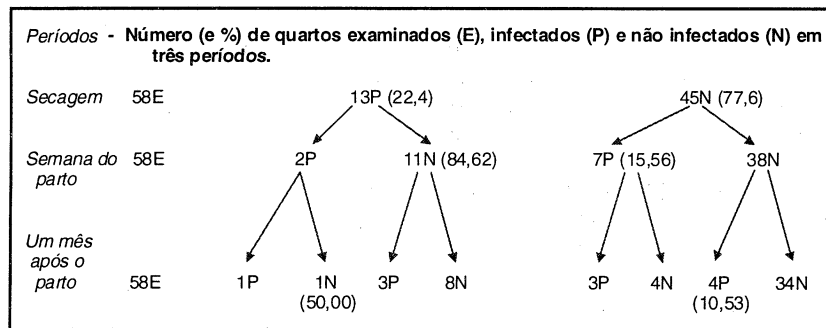 Períodos - Número (e %) de quartos examinados (E), infectados (P) e não infectados (N) em
três períodos.
Secagem 58E 13P (22,4) 45N (77,6)
Semana do
parto 58E 2P 11N (84,62) 7P (15,56) 38N
Um mês
após o
parto 58E 1P 1N 3P 8N 3P 4N 4P 34N
(50,00) (10,53)